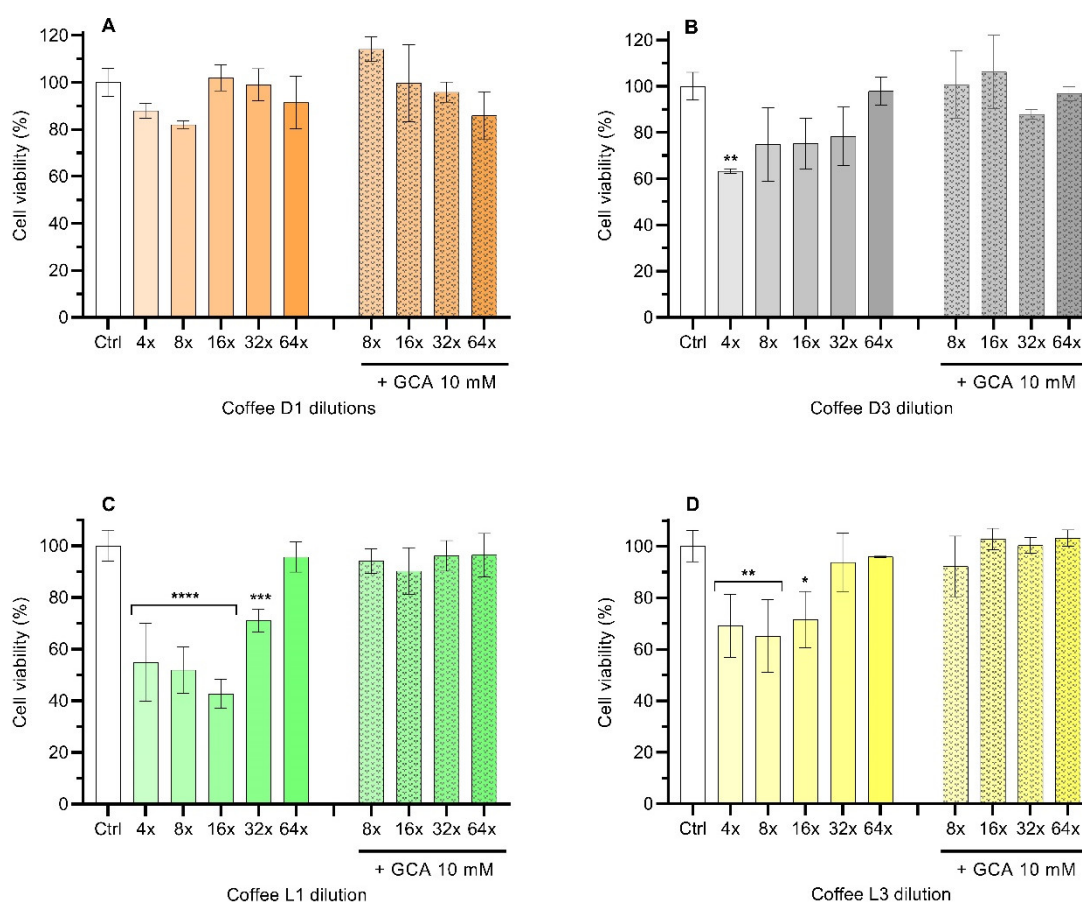 A
Cell viability (%)
120
100
80
60
40
20
0
Ctrl 4x 8x 16x 32x 64x 8x 16x 32x 64x
+ GCA 10 mM
Coffee D1 dilutions
B
Cell viability (%)
120
100
80
60
40
20
0
**
Ctrl 4x 8x 16x 32x 64x 8x 16x 32x 64x
+ GCA 10 mM
Coffee D3 dilution
C
Cell viability (%)
100
80
60
40
20
0
**** ***
Ctrl 4x 8x 16x 32x 64x 8x 16x 32x 64x
+ GCA 10 mM
Coffee L1 dilution
D
Cell viability (%)
100
80
60
40
20
0
** *
Ctrl 4x 8x 16x 32x 64x 8x 16x 32x 64x
+ GCA 10 mM
Coffee L3 dilution